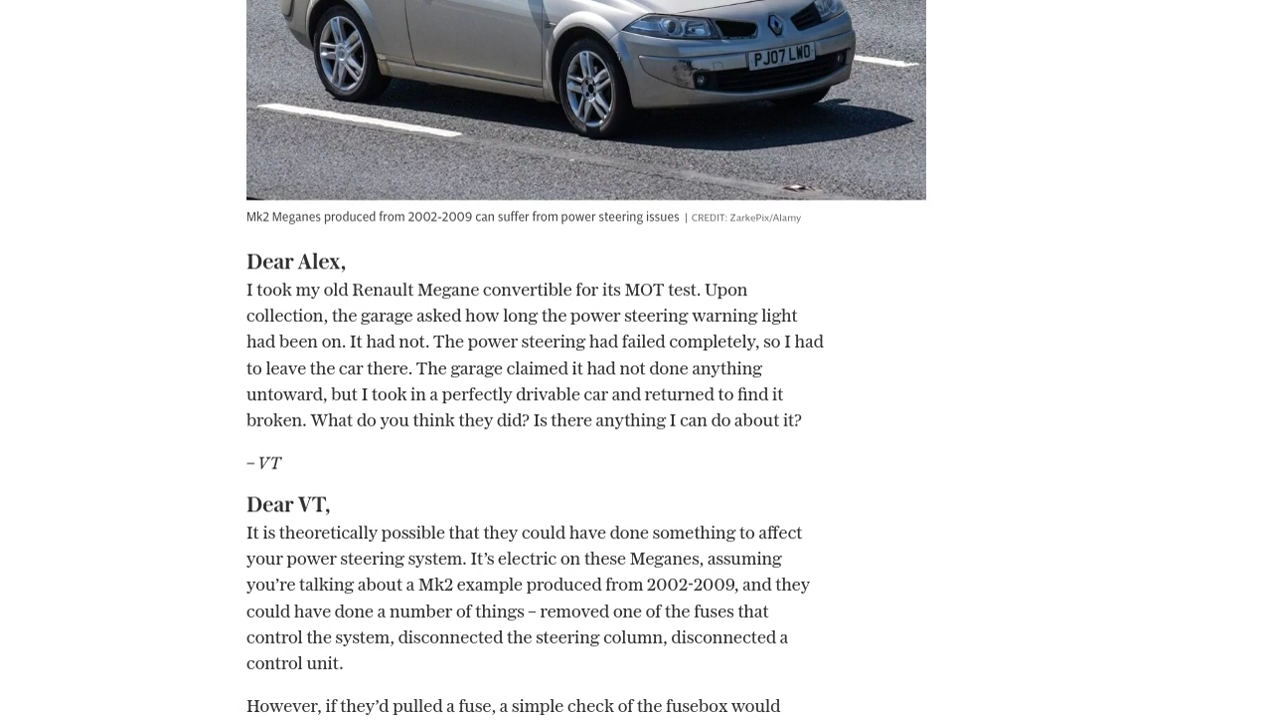 PJ07 LWO
Mk2 Meganes produced from 2002-2009 can suffer from power steering issues | CREDIT: ZarkePix/Alamy
Dear Alex,
I took my old Renault Megane convertible for its MOT test. Upon
collection, the garage asked how long the power steering warning light
had been on. It had not. The power steering had failed completely, so I had
to leave the car there. The garage claimed it had not done anything
untoward, but I took in a perfectly drivable car and returned to find it
broken. What do you think they did? Is there anything I can do about it?
– VT
Dear VT,
It is theoretically possible that they could have done something to affect
your power steering system. It’s electric on these Meganes, assuming
you’re talking about a Mk2 example produced from 2002-2009, and they
could have done a number of things – removed one of the fuses that
control the system, disconnected the steering column, disconnected a
control unit.
However, if they’d pulled a fuse, a simple check of the fusebox would